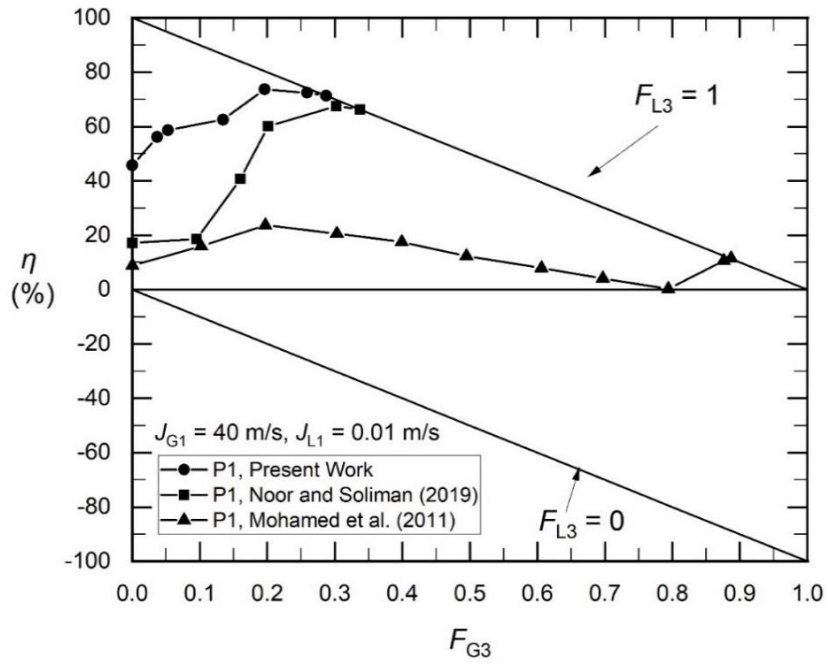 100
80
60
40
20
0
-20
-40
-60
-80
-100
η
(%)
F_L3 = 1
F_L3 = 0
J_G1 = 40 m/s, J_L1 = 0.01 m/s
P1, Present Work
P1, Noor and Soliman (2019)
P1, Mohamed et al. (2011)
0.0 0.1 0.2 0.3 0.4 0.5 0.6 0.7 0.8 0.9 1.0
F_G3